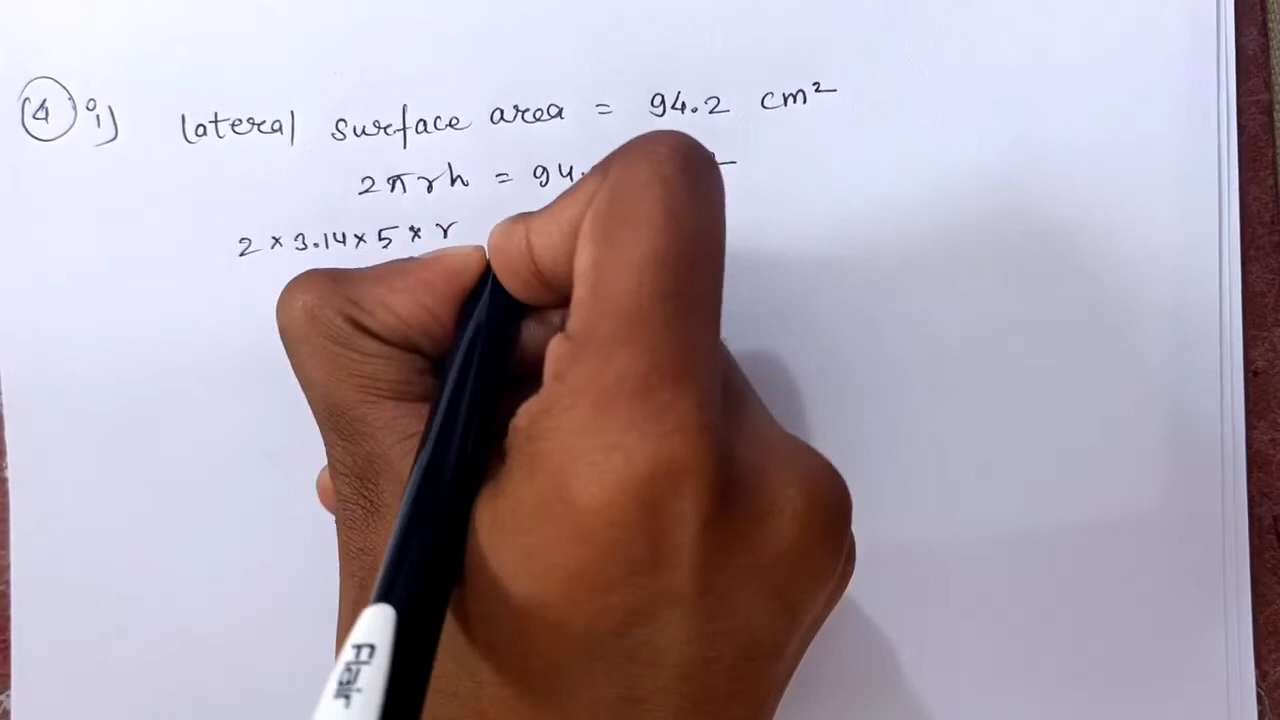 4 i) lateral surface area = 94.2 cm²
2πrh = 94.
2 × 3.14 × 5 × r
Flair